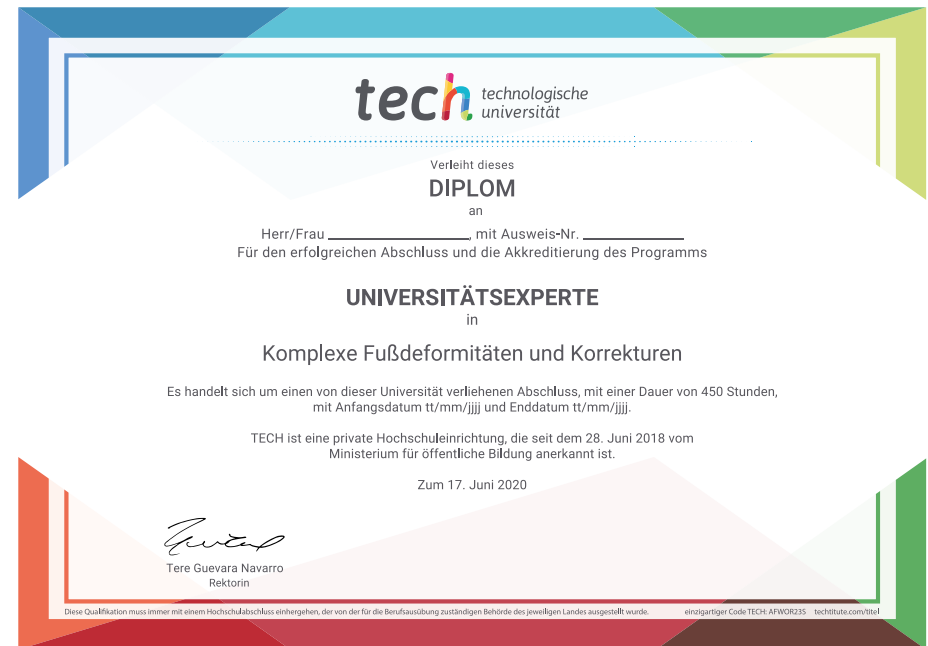 tech technologische
universität
Verleiht dieses
DIPLOM
an
Herr/Frau ____________________, mit Ausweis-Nr. ______________
Für den erfolgreichen Abschluss und die Akkreditierung des Programms
UNIVERSITÄTSEXPERTE
in
Komplexe Fußdeformitäten und Korrekturen
Es handelt sich um einen von dieser Universität verliehenen Abschluss, mit einer Dauer von 450 Stunden,
mit Anfangsdatum tt/mm/jjjj und Enddatum tt/mm/jjjj.
TECH ist eine private Hochschuleinrichtung, die seit dem 28. Juni 2018 vom
Ministerium für öffentliche Bildung anerkannt ist.
Zum 17. Juni 2020
Tere Guevara Navarro
Rektorin
Diese Qualifikation muss immer mit einem Hochschulabschluss einhergehen, der von der für die Berufsausübung zuständigen Behörde des jeweiligen Landes ausgestellt wurde. einzigartiger Code TECH: AFWOR23S techtitute.com/titel